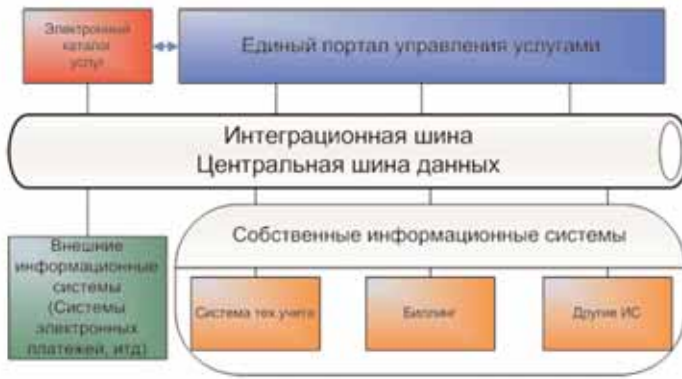 Электронный
каталог
услуг
Единый портал управления услугами
Интеграционная шина
Центральная шина данных
Внешние
информационные
системы
(Системы
электронных
платежей, итд)
Собственные информационные системы
Система тех учета
Биллинг
Другие ИС